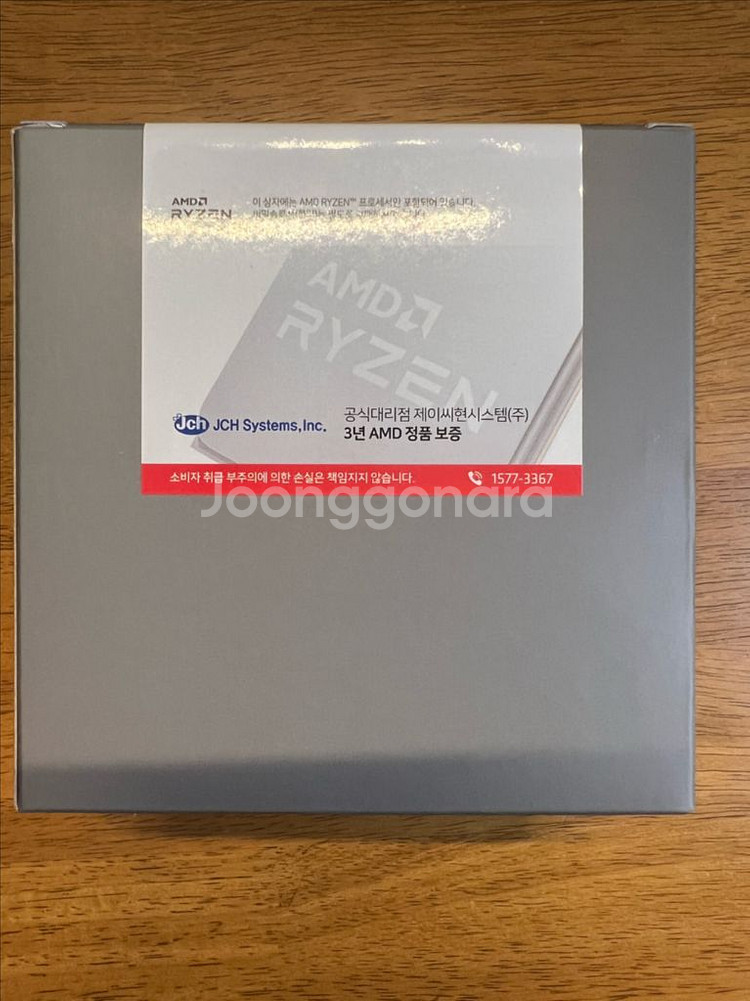 AMD
RYZEN
이 상자에는 AMD RYZEN™ 프로세서만 포함되어 있습니다.
AMD
RYZEN
Jch JCH Systems, Inc.
공식대리점 제이씨현시스템(주)
3년 AMD 정품 보증
소비자 취급 부주의에 의한 손실은 책임지지 않습니다.
1577-3367
Joonggonara